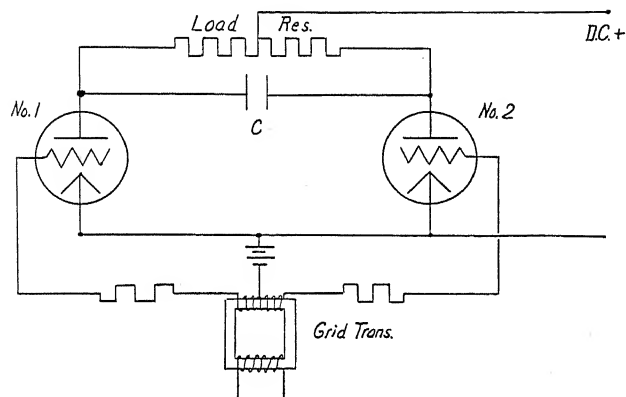 Load Res.
D.C.+
No.1
No.2
C
Grid Trans.